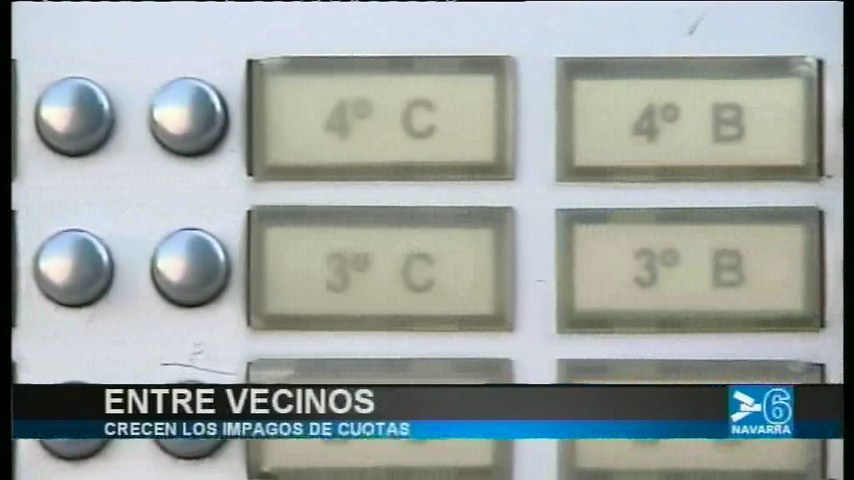 4º C
4º B
3º C
3º B
ENTRE VECINOS
CRECEN LOS IMPAGOS DE CUOTAS
6
NAVARRA